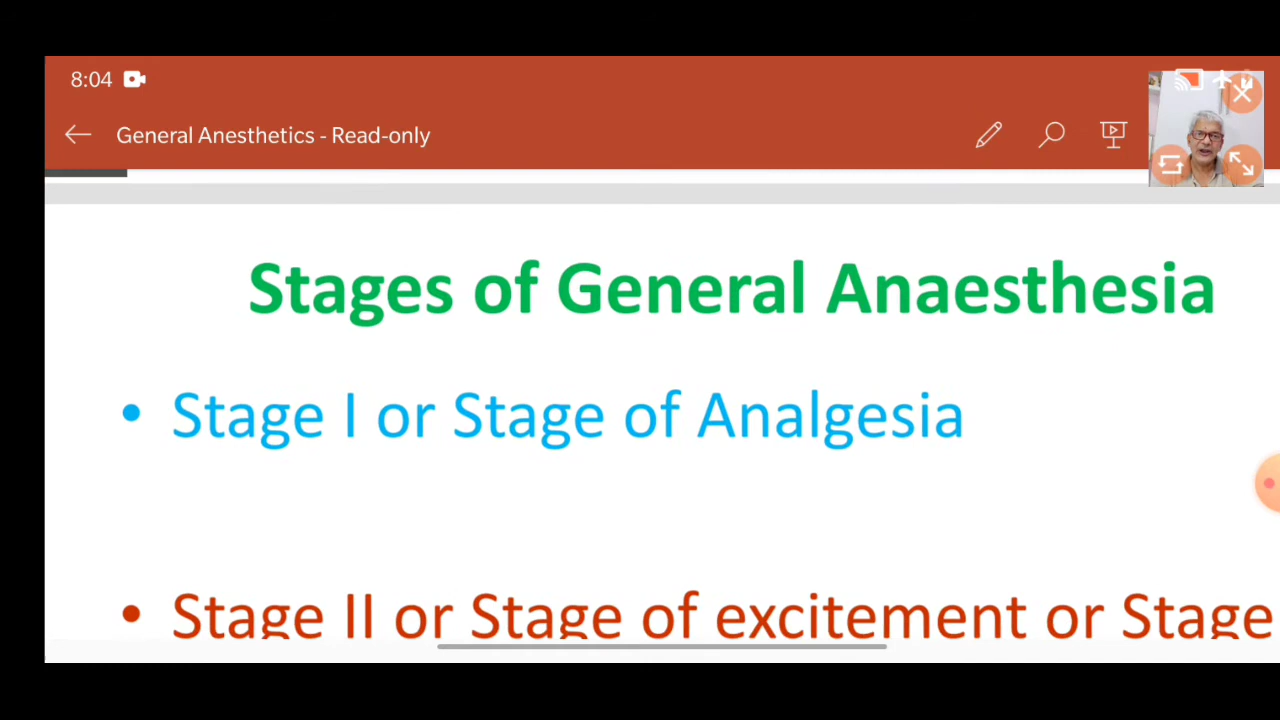 8:04
General Anesthetics - Read-only
Stages of General Anaesthesia
• Stage I or Stage of Analgesia
• Stage II or Stage of excitement or Stage